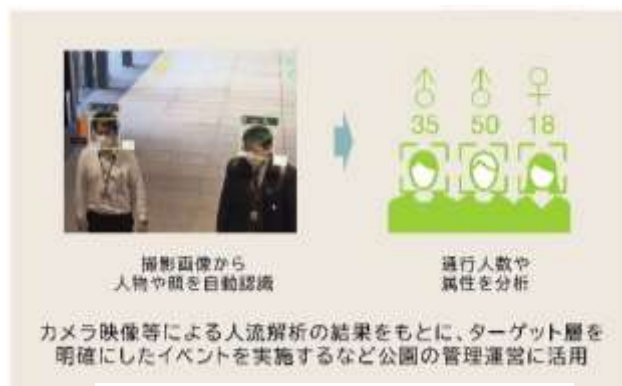 35 50 18
撮影画像から
人物や顔を自動認識
通行人数や
属性を分析
カメラ映像等による人流解析の結果をもとに、ターゲット層を
明確にしたイベントを実施するなど公園の管理運営に活用